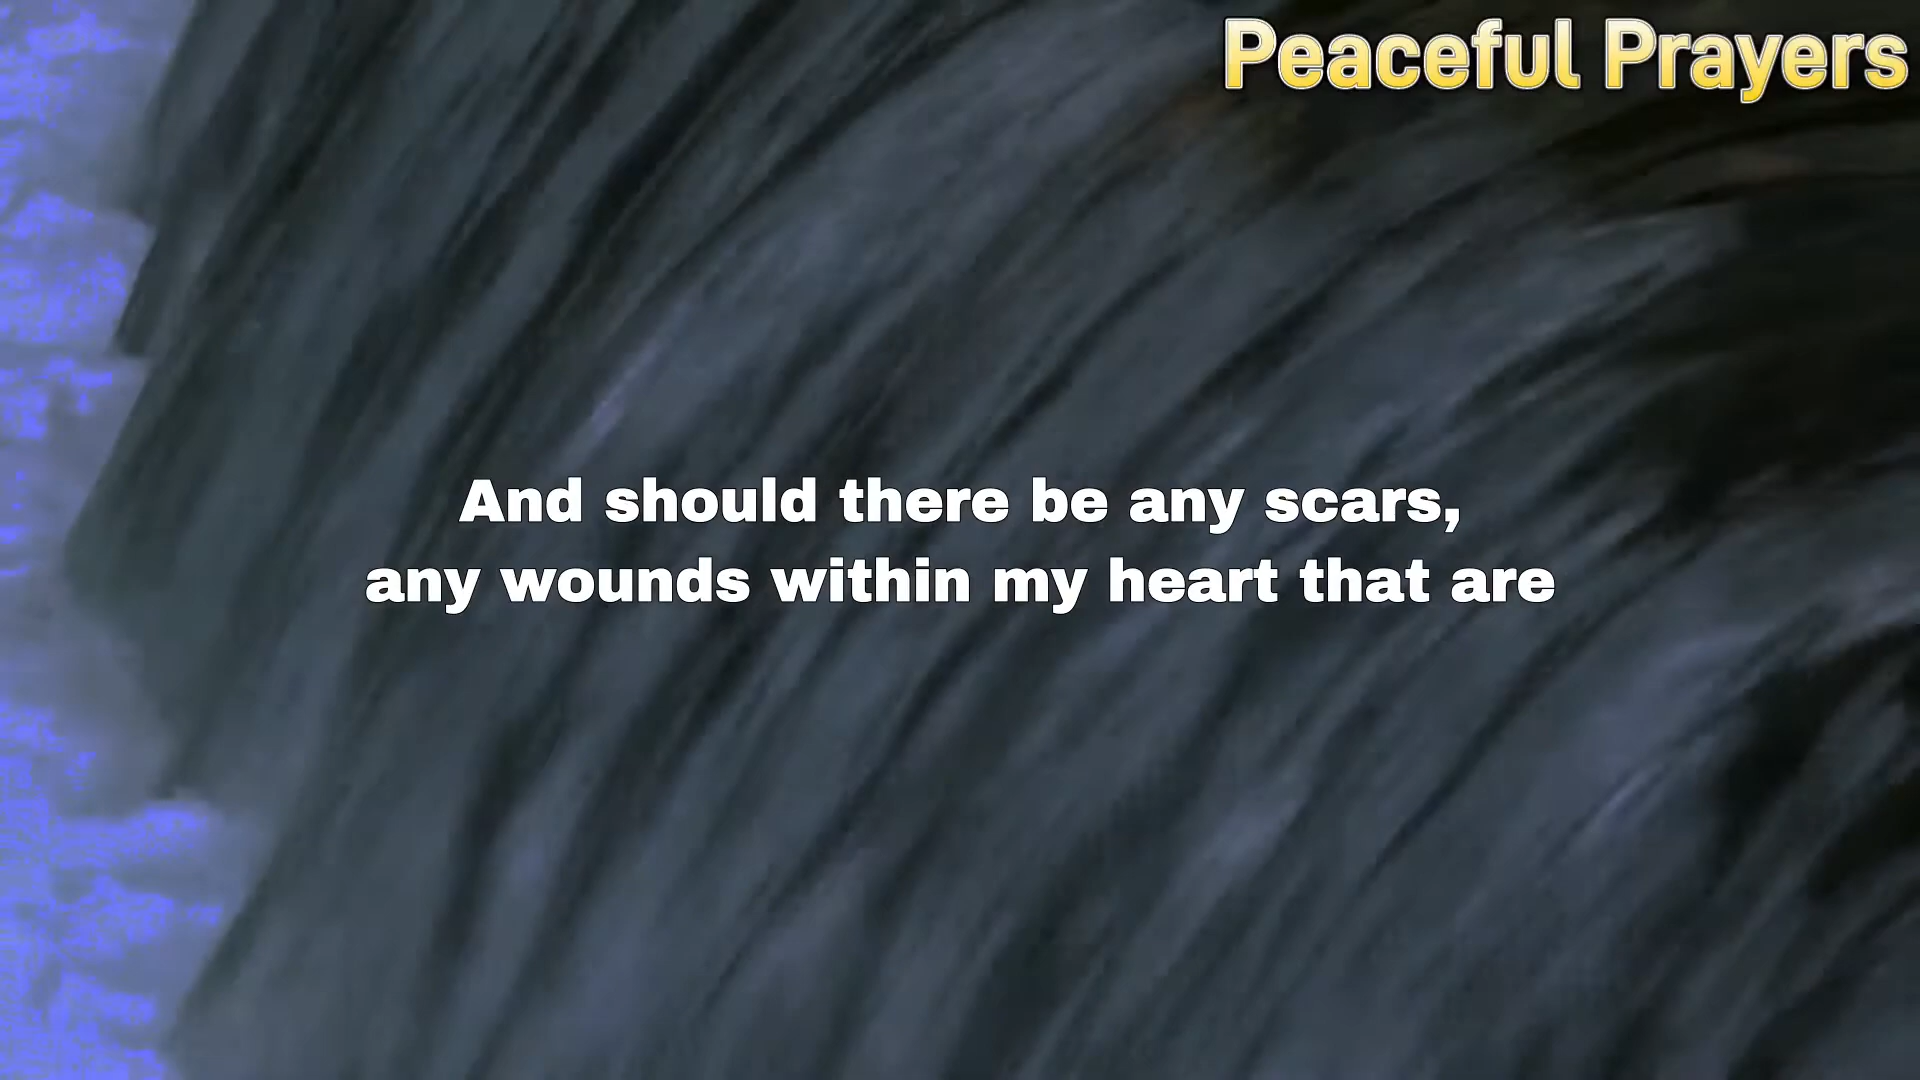 Peaceful Prayers
And should there be any scars,
any wounds within my heart that are